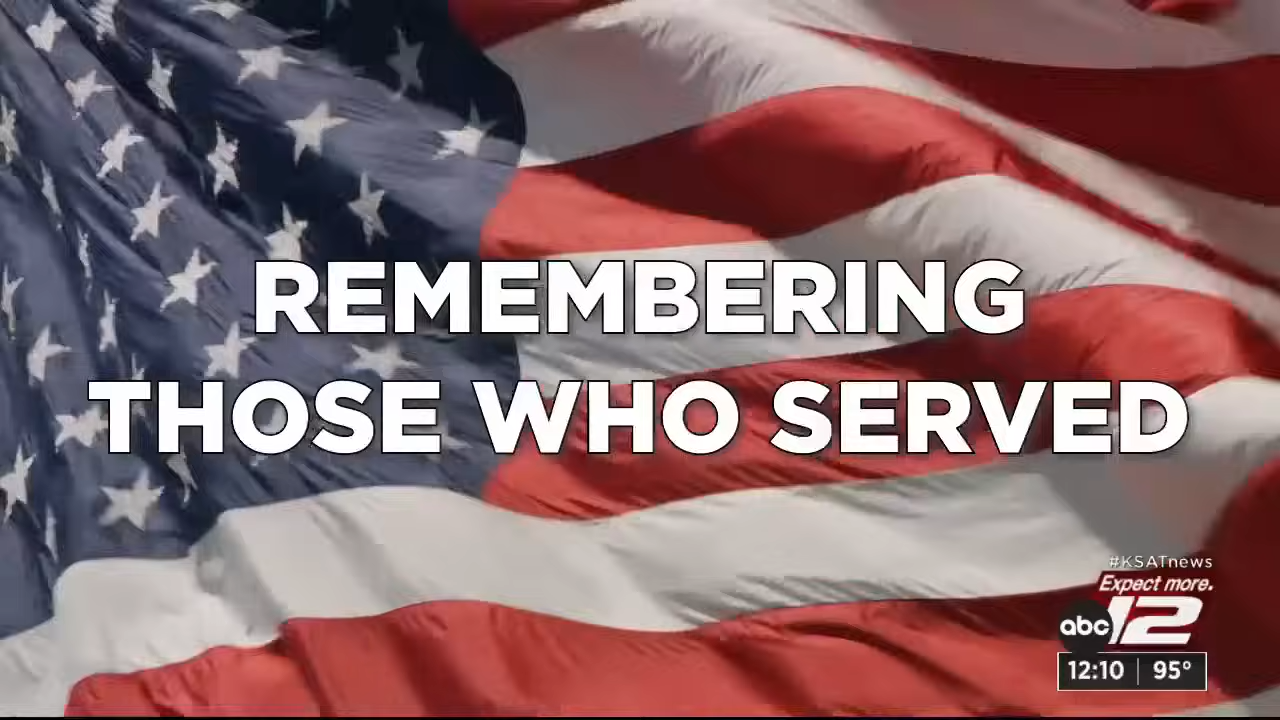 REMEMBERING
THOSE WHO SERVED
#KSATnews
Expect more.
abc 12
12:10 | 95°